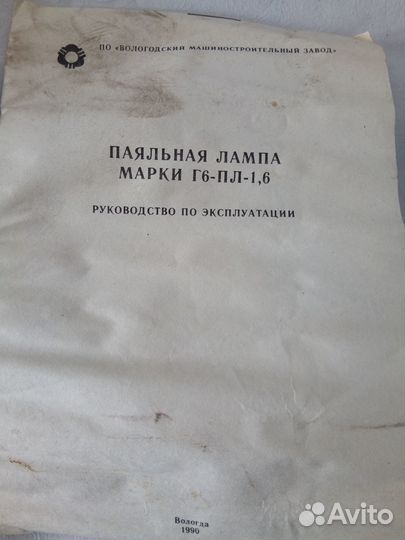 ПО «ВОЛОГОДСКИЙ МАШИНОСТРОИТЕЛЬНЫЙ ЗАВОД»
ПАЯЛЬНАЯ ЛАМПА
МАРКИ Г6-ПЛ-1,6
РУКОВОДСТВО ПО ЭКСПЛУАТАЦИИ
Вологда
1990
Avito